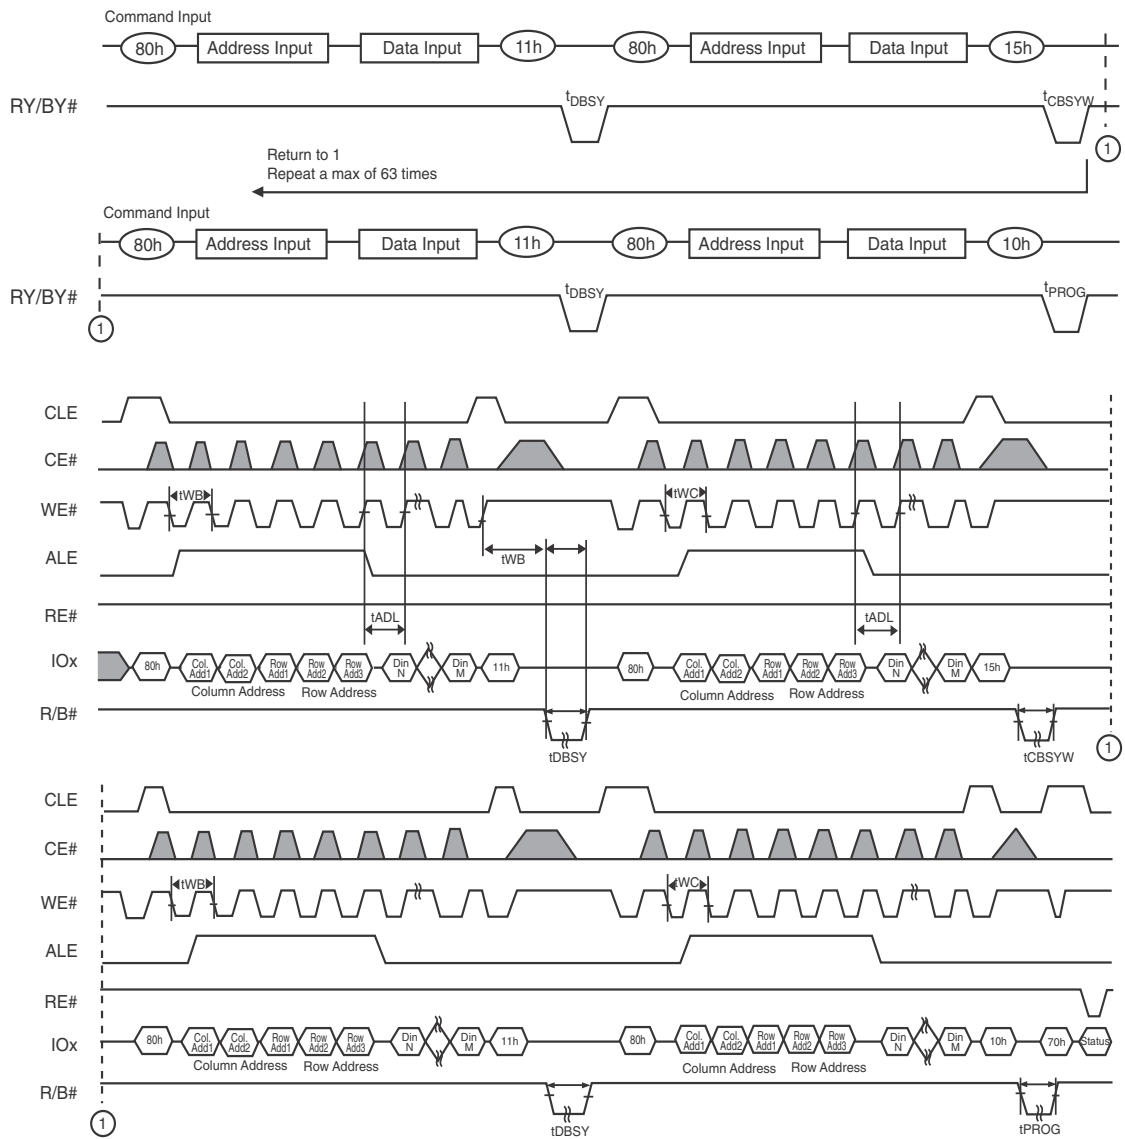 Command Input
80h Address Input Data Input 11h 80h Address Input Data Input 15h
RY/BY# tDBSY tCBSYW
1
Return to 1
Repeat a max of 63 times
Command Input
80h Address Input Data Input 11h 80h Address Input Data Input 10h
RY/BY# tDBSY tPROG
1
CLE
CE#
WE# tWB tWC
ALE tWB
RE# tADL tADL
IOx 80h Col. Add1 Col. Add2 Row Add1 Row Add2 Row Add3 Din N Din M 11h 80h Col. Add1 Col. Add2 Row Add1 Row Add2 Row Add3 Din N Din M 15h
Column Address Row Address Column Address Row Address
R/B#
tDBSY tCBSYW 1
CLE
CE#
WE# tWB tWC
ALE
RE#
IOx 80h Col. Add1 Col. Add2 Row Add1 Row Add2 Row Add3 Din N Din M 11h 80h Col. Add1 Col. Add2 Row Add1 Row Add2 Row Add3 Din N Din M 10h 70h Status
Column Address Row Address Column Address Row Address
R/B#
1 tDBSY tPROG